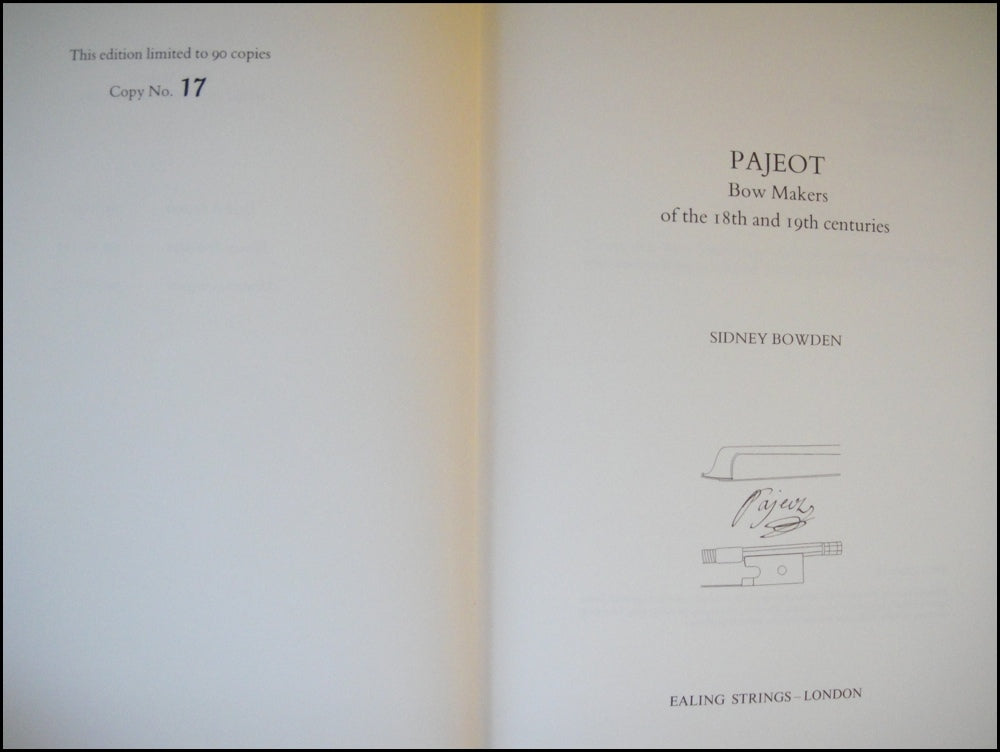 This edition limited to 90 copies
Copy No. 17
PAJEOT
Bow Makers
of the 18th and 19th centuries
SIDNEY BOWDEN
Pajeot
EALING STRINGS – LONDON